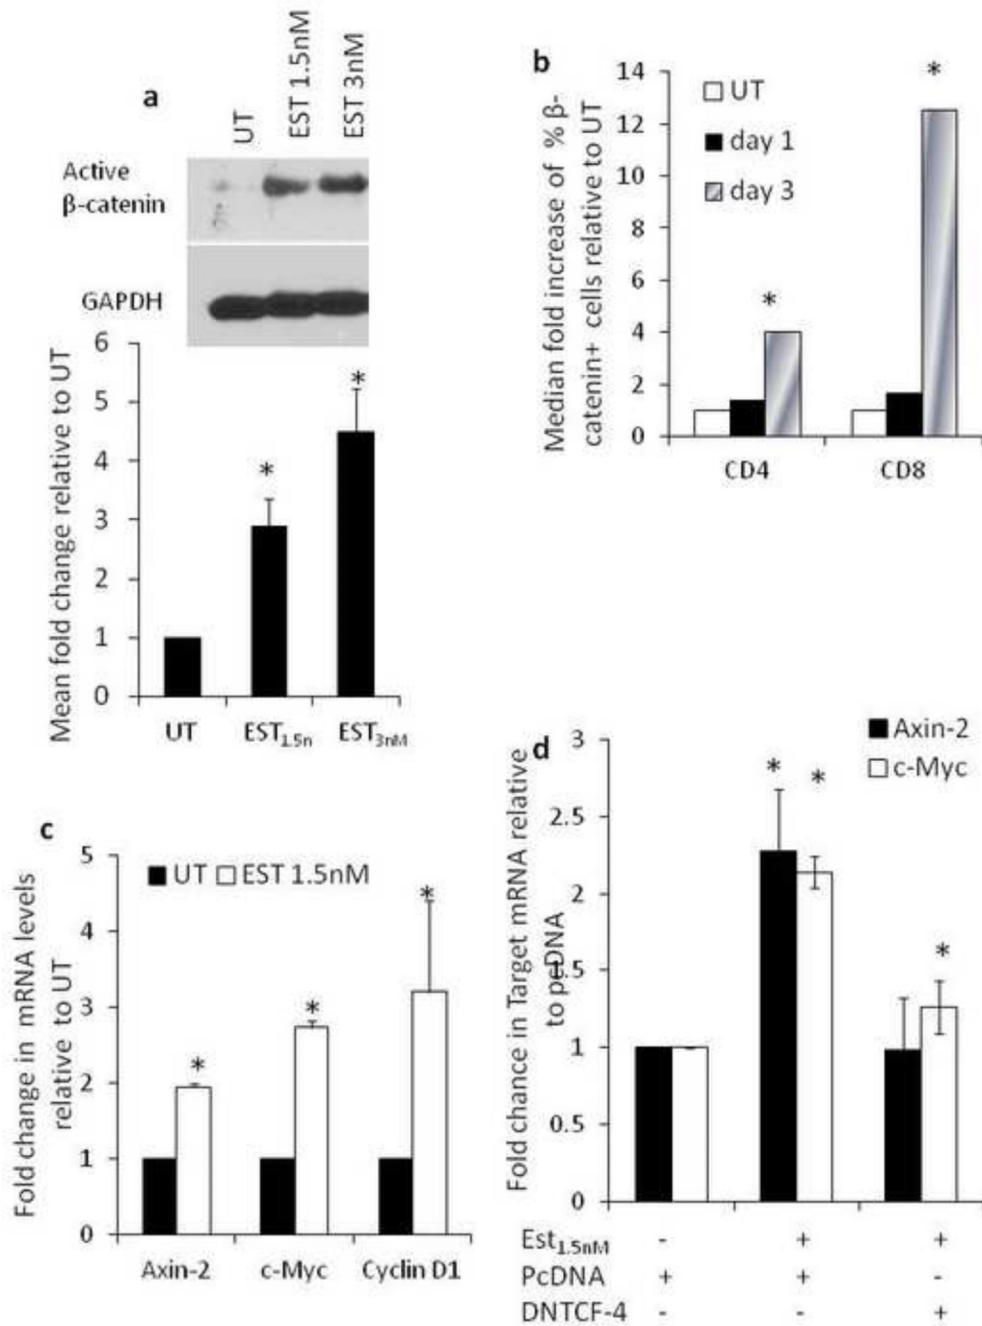 a
UT
EST 1.5nM
EST 3nM
Active
β-catenin
GAPDH
Mean fold change relative to UT
6
5
4
3
2
1
0
UT
EST1.5n
EST3nM
*
*
b
Median fold increase of % β-
catenin+ cells relative to UT
14
12
10
8
6
4
2
0
UT
day 1
day 3
*
*
CD4
CD8
c
Fold change in mRNA levels
relative to UT
5
4
3
2
1
0
UT EST 1.5nM
*
*
*
Axin-2
c-Myc
Cyclin D1
d
Fold chance in Target mRNA relative
to pcDNA
3
2.5
2
1.5
1
0.5
0
Axin-2
c-Myc
*
*
*
Est1.5nM - + +
PcDNA + + -
DNTCF-4 - - +